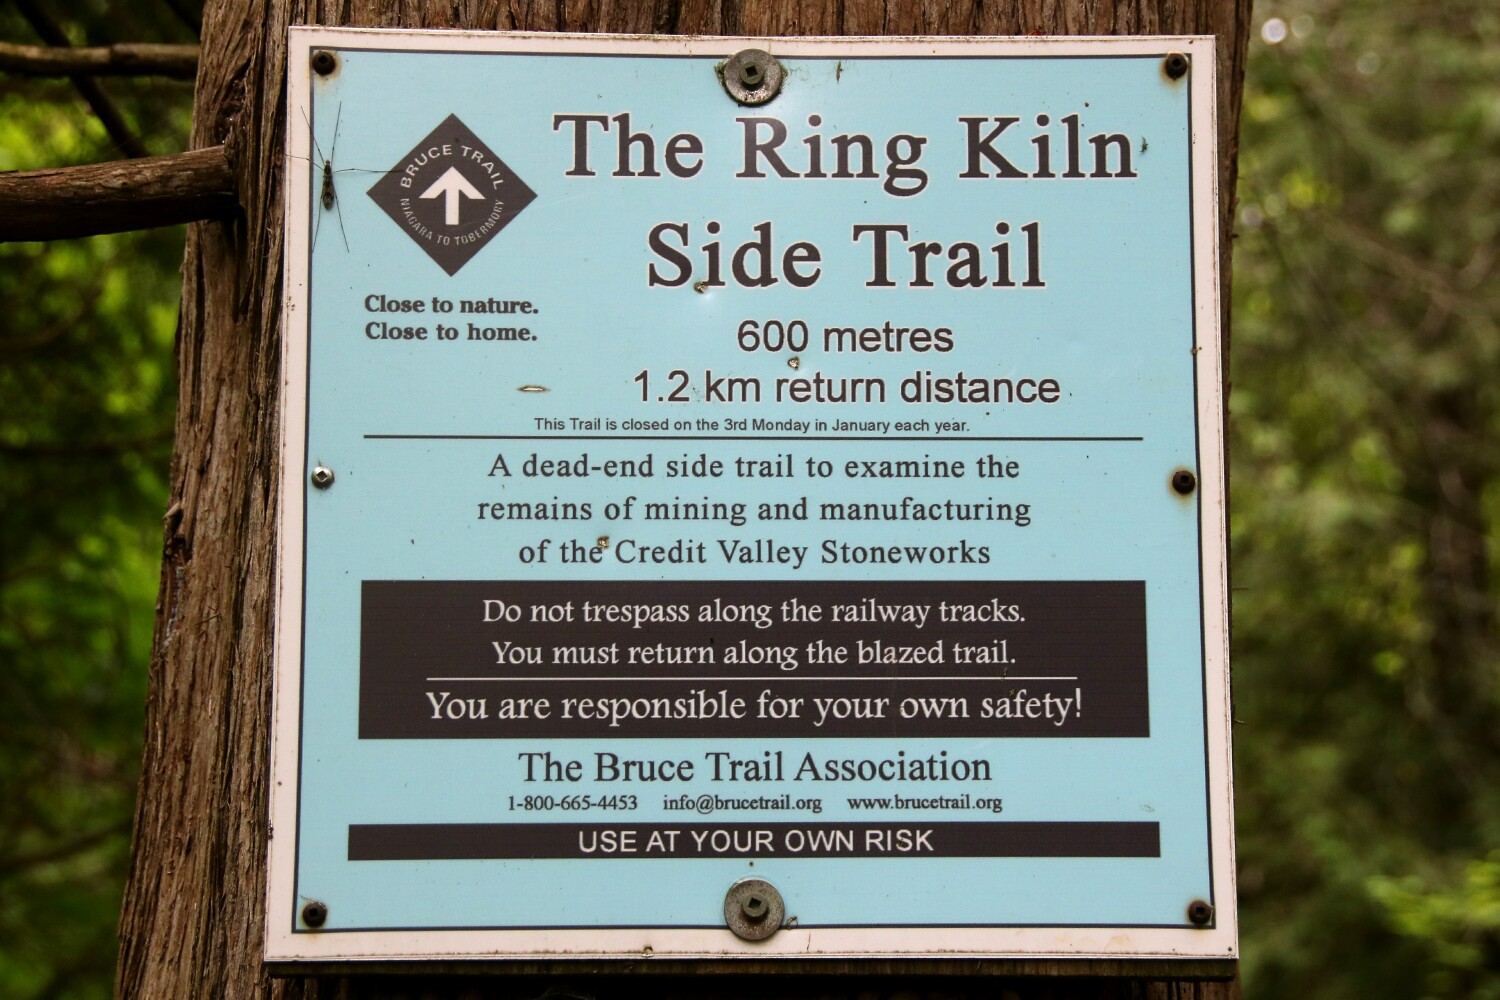 BRUCE TRAIL
NIAGARA TO TOBERMORY
Close to nature.
Close to home.
The Ring Kiln
Side Trail
600 metres
1.2 km return distance
This Trail is closed on the 3rd Monday in January each year.
A dead-end side trail to examine the
remains of mining and manufacturing
of the Credit Valley Stoneworks
Do not trespass along the railway tracks.
You must return along the blazed trail.
You are responsible for your own safety!
The Bruce Trail Association
1-800-665-4453 info@brucetrail.org www.brucetrail.org
USE AT YOUR OWN RISK